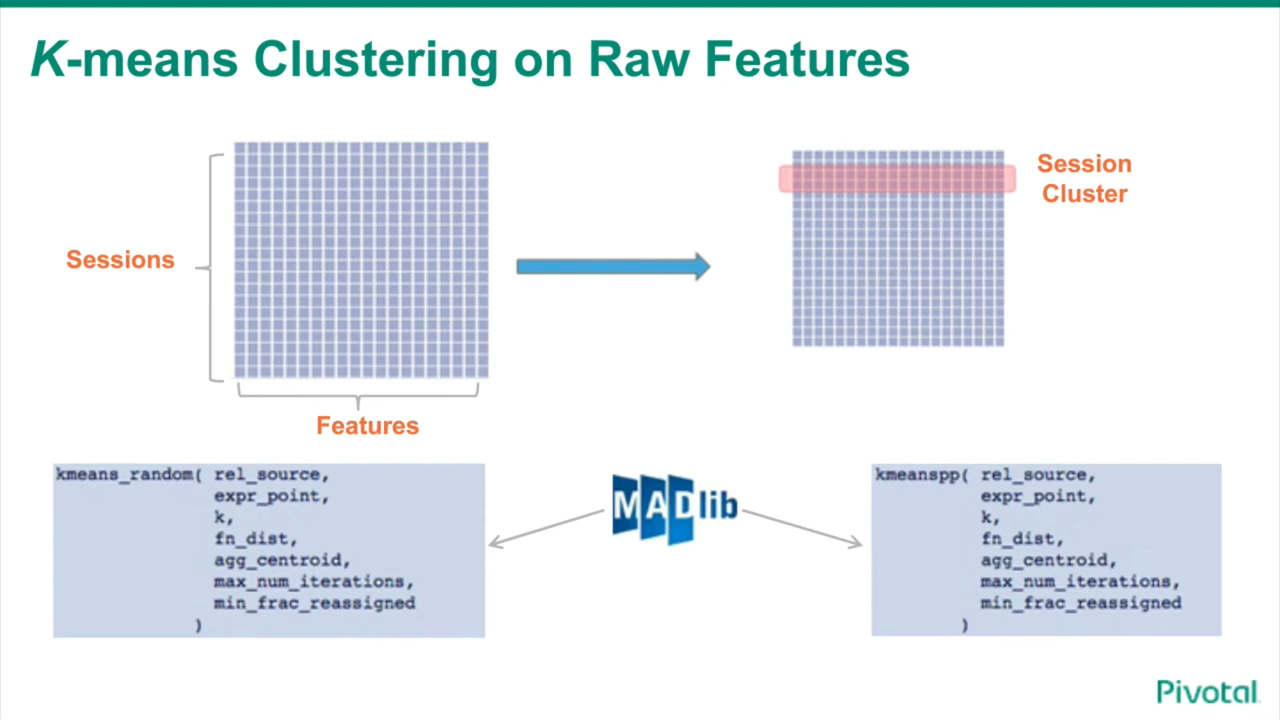 K-means Clustering on Raw Features
Sessions
Features
Session
Cluster
kmeans_random( rel_source,
expr_point,
k,
fn_dist,
agg_centroid,
max_num_iterations,
min_frac_reassigned
)
MADlib
kmeanspp( rel_source,
expr_point,
k,
fn_dist,
agg_centroid,
max_num_iterations,
min_frac_reassigned
)
Pivotal